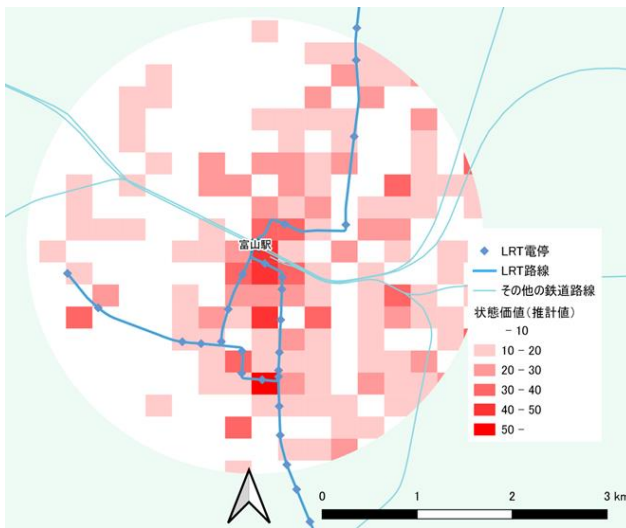 富山駅
LRT電停
LRT路線
その他の鉄道路線
状態価値(推計値)
- 10
10 - 20
20 - 30
30 - 40
40 - 50
50 -
0 1 2 3 km